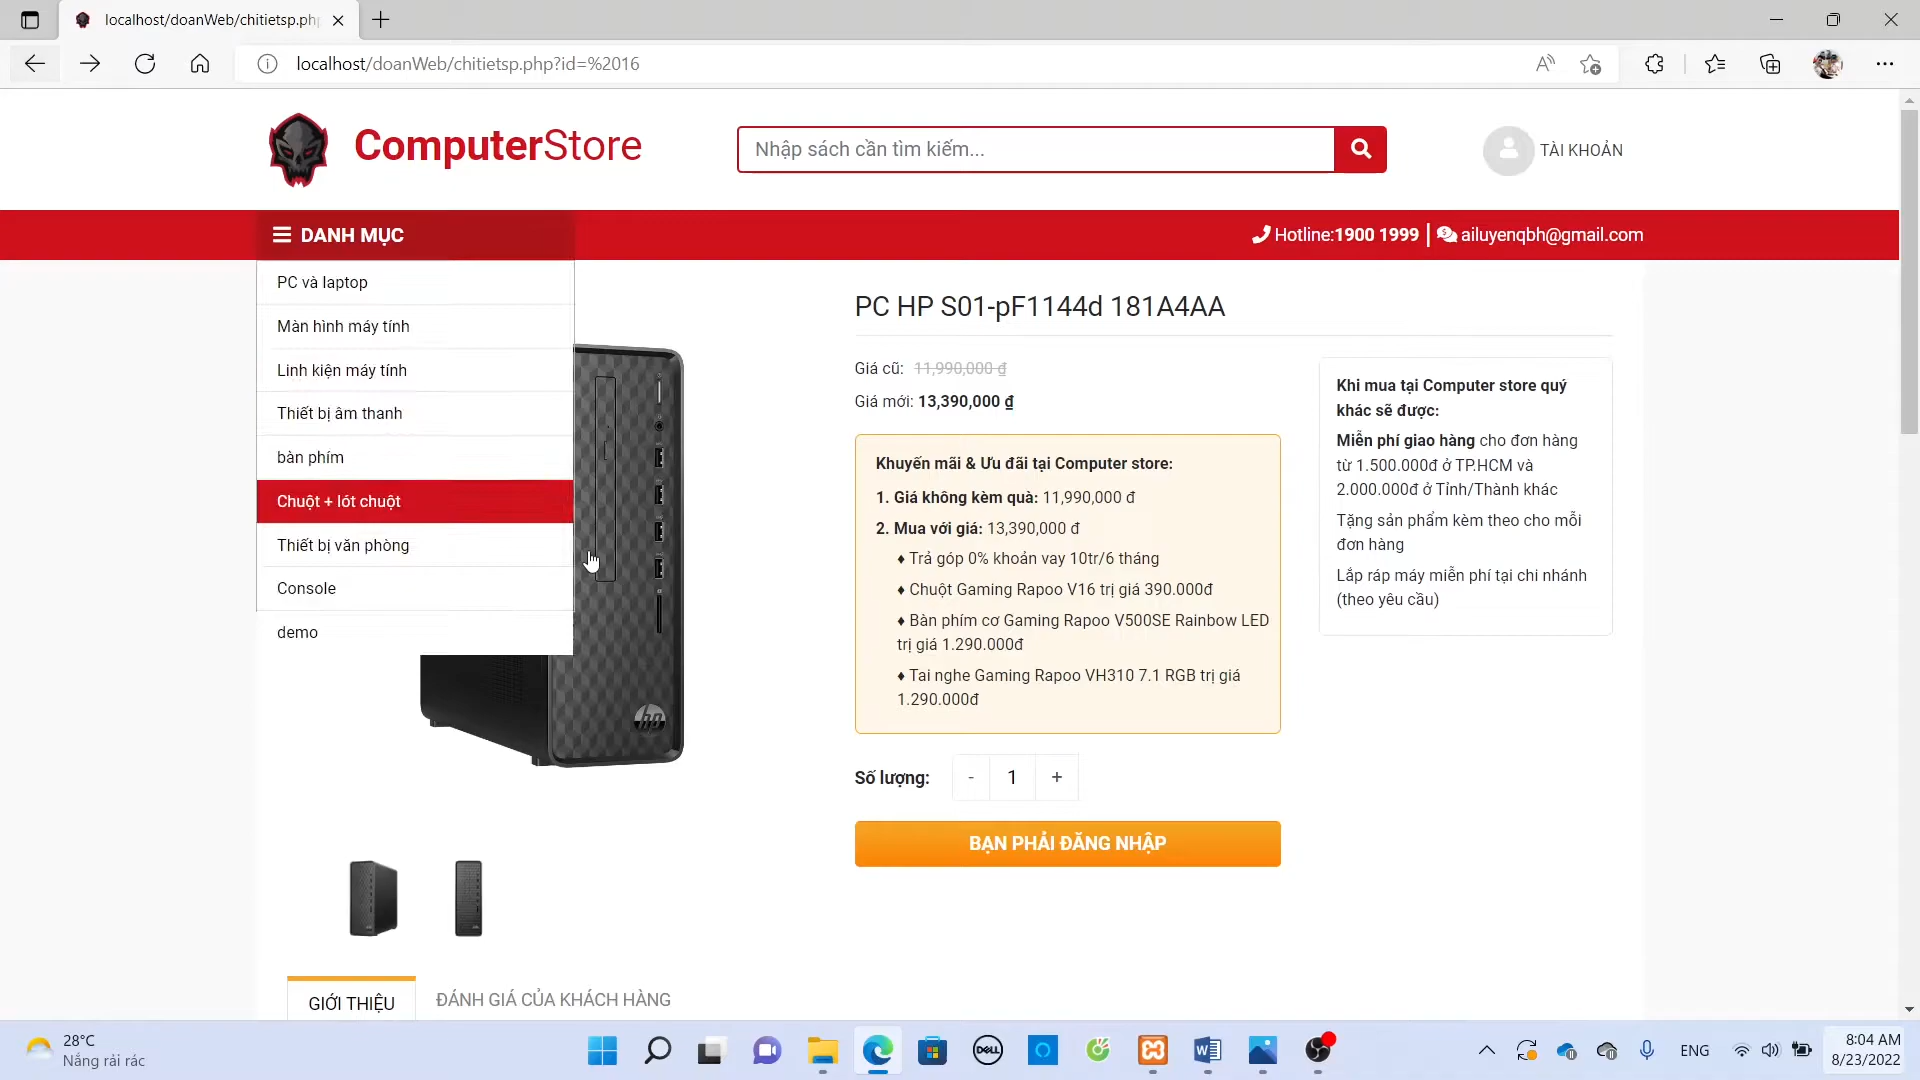 localhost/doanWeb/chitietsp.php
localhost/doanWeb/chitietsp.php?id=%2016
ComputerStore
Nhập sách cần tìm kiếm...
TÀI KHOẢN
DANH MỤC
Hotline:1900 1999
ailuyenqbh@gmail.com
PC và laptop
Màn hình máy tính
Linh kiện máy tính
Thiết bị âm thanh
bàn phím
Chuột + lót chuột
Thiết bị văn phòng
Console
demo
PC HP S01-pF1144d 181A4AA
Giá cũ: 11,990,000 ₫
Giá mới: 13,390,000 ₫
Khuyến mãi & Ưu đãi tại Computer store:
1. Giá không kèm quà: 11,990,000 đ
2. Mua với giá: 13,390,000 đ
♦ Trả góp 0% khoản vay 10tr/6 tháng
♦ Chuột Gaming Rapoo V16 trị giá 390.000đ
♦ Bàn phím cơ Gaming Rapoo V500SE Rainbow LED
trị giá 1.290.000đ
♦ Tai nghe Gaming Rapoo VH310 7.1 RGB trị giá
1.290.000đ
Số lượng:
- 1 +
BẠN PHẢI ĐĂNG NHẬP
Khi mua tại Computer store quý
khác sẽ được:
Miễn phí giao hàng cho đơn hàng
từ 1.500.000đ ở TP.HCM và
2.000.000đ ở Tỉnh/Thành khác
Tặng sản phẩm kèm theo cho mỗi
đơn hàng
Lắp ráp máy miễn phí tại chi nhánh
(theo yêu cầu)
hp
GIỚI THIỆU
ĐÁNH GIÁ CỦA KHÁCH HÀNG
28°C
Nắng rải rác
DELL
ENG
8:04 AM
8/23/2022